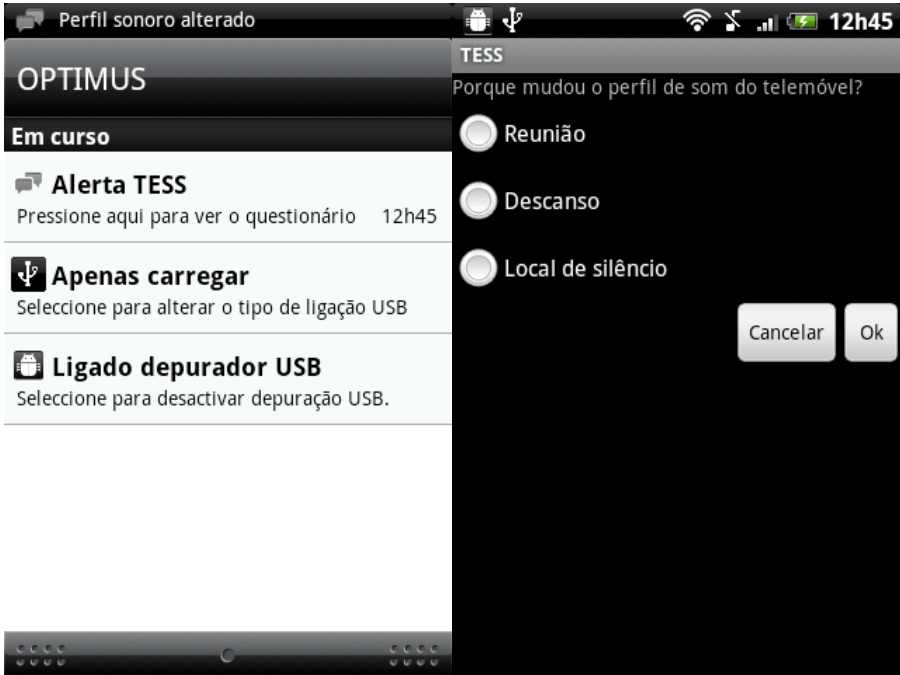 Perfil sonoro alterado
OPTIMUS
Em curso
Alerta TESS
Pressione aqui para ver o questionário 12h45
Apenas carregar
Seleccione para alterar o tipo de ligação USB
Ligado depurador USB
Seleccione para desactivar depuração USB.
12h45
TESS
Porque mudou o perfil de som do telemóvel?
Reunião
Descanso
Local de silêncio
Cancelar Ok